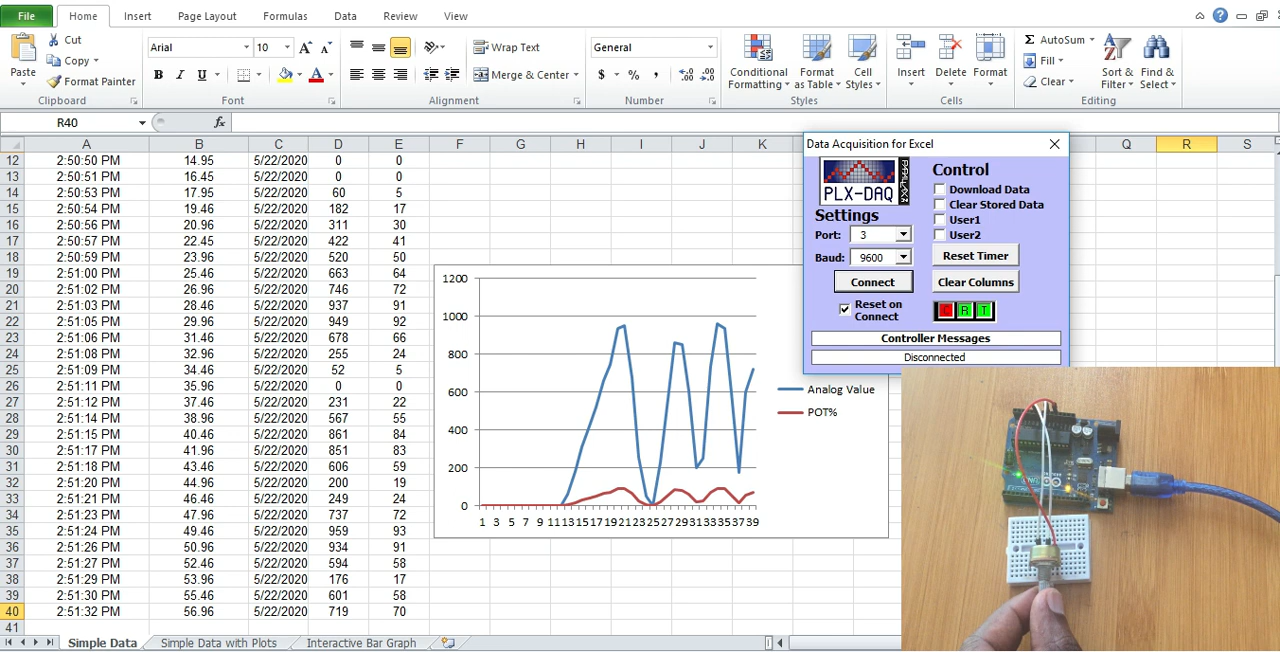 File Home Insert Page Layout Formulas Data Review View
Paste Cut Copy Format Painter Clipboard
Arial 10 A A B I U A Font
Wrap Text Merge & Center Alignment
General $ % , Number
Conditional Formatting Format as Table Cell Styles Styles
Insert Delete Format Cells
Σ AutoSum Fill Clear Sort & Filter Find & Select Editing
R40 fx
A B C D E F G H I J K Q R S
12 2:50:50 PM 14.95 5/22/2020 0 0
13 2:50:51 PM 16.45 5/22/2020 0 0
14 2:50:53 PM 17.95 5/22/2020 60 5
15 2:50:54 PM 19.46 5/22/2020 182 17
16 2:50:56 PM 20.96 5/22/2020 311 30
17 2:50:57 PM 22.45 5/22/2020 422 41
18 2:50:59 PM 23.96 5/22/2020 520 50
19 2:51:00 PM 25.46 5/22/2020 663 64
20 2:51:02 PM 26.96 5/22/2020 746 72
21 2:51:03 PM 28.46 5/22/2020 937 91
22 2:51:05 PM 29.96 5/22/2020 949 92
23 2:51:06 PM 31.46 5/22/2020 678 66
24 2:51:08 PM 32.96 5/22/2020 255 24
25 2:51:09 PM 34.46 5/22/2020 52 5
26 2:51:11 PM 35.96 5/22/2020 0 0
27 2:51:12 PM 37.46 5/22/2020 231 22
28 2:51:14 PM 38.96 5/22/2020 567 55
29 2:51:15 PM 40.46 5/22/2020 861 84
30 2:51:17 PM 41.96 5/22/2020 851 83
31 2:51:18 PM 43.46 5/22/2020 606 59
32 2:51:20 PM 44.96 5/22/2020 200 19
33 2:51:21 PM 46.46 5/22/2020 249 24
34 2:51:23 PM 47.96 5/22/2020 737 72
35 2:51:24 PM 49.46 5/22/2020 959 93
36 2:51:26 PM 50.96 5/22/2020 934 91
37 2:51:27 PM 52.46 5/22/2020 594 58
38 2:51:29 PM 53.96 5/22/2020 176 17
39 2:51:30 PM 55.46 5/22/2020 601 58
40 2:51:32 PM 56.96 5/22/2020 719 70
41
1200
1000
800
600
400
200
0
1 3 5 7 9 11 13 15 17 19 21 23 25 27 29 31 33 35 37 39
Analog Value
POT%
Data Acquisition for Excel
PLX-DAQ
Settings
Port: 3
Baud: 9600
Connect
Reset on
Connect
Control
Download Data
Clear Stored Data
User1
User2
Reset Timer
Clear Columns
C R T
Controller Messages
Disconnected
Simple Data Simple Data with Plots Interactive Bar Graph